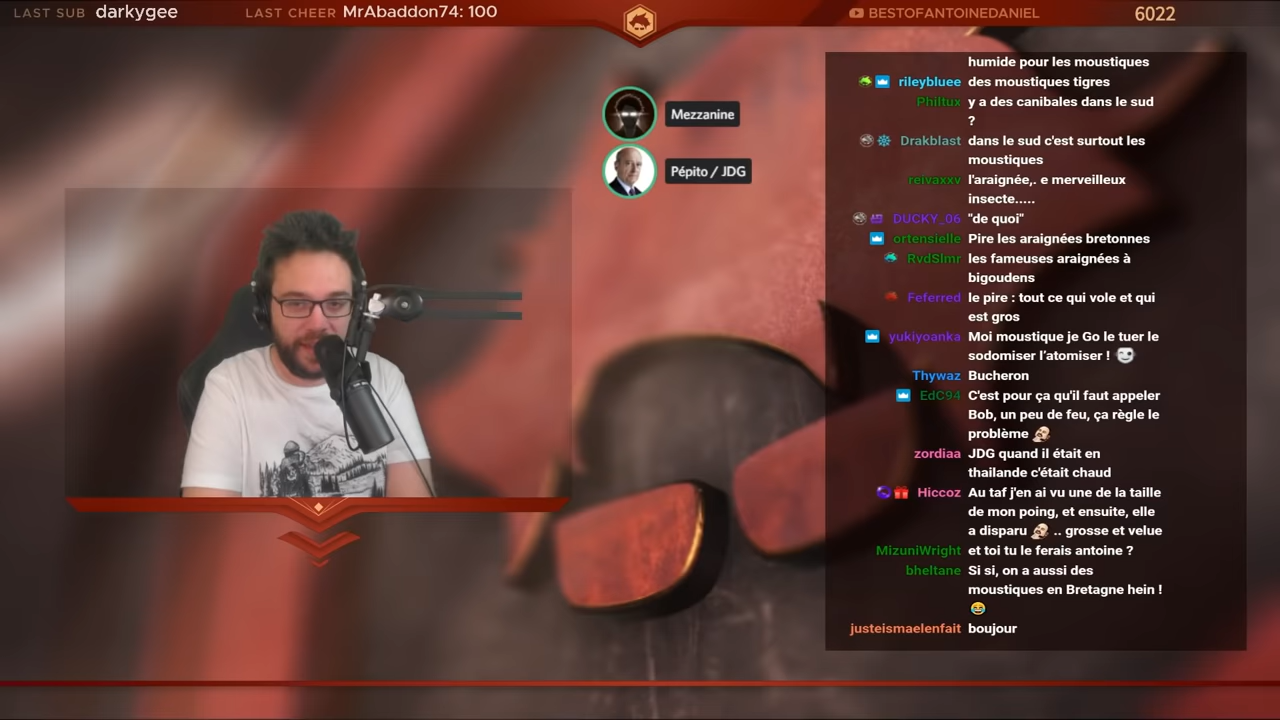 LAST SUB darkygee
LAST CHEER MrAbaddon74: 100
BESTOFANTOINEDANIEL
6022
Mezzanine
Pépito / JDG
humide pour les moustiques
rileybluee des moustiques tigres
Philtux y a des canibales dans le sud
?
Drakblast dans le sud c'est surtout les
moustiques
reivaxxv l'araignée,. e merveilleux
insecte.....
DUCKY_06 "de quoi"
ortensielle Pire les araignées bretonnes
RvdSlmr les fameuses araignées à
bigoudens
Feferred le pire : tout ce qui vole et qui
est gros
yukiyoanka Moi moustique je Go le tuer le
sodomiser l’atomiser !
Thywaz Bucheron
EdC94 C'est pour ça qu'il faut appeler
Bob, un peu de feu, ça règle le
problème
zordiaa JDG quand il était en
thailande c'était chaud
Hiccoz Au taf j'en ai vu une de la taille
de mon poing, et ensuite, elle
a disparu .. grosse et velue
MizuniWright et toi tu le ferais antoine ?
bheltane Si si, on a aussi des
moustiques en Bretagne hein !
😂
justeismaelenfait boujour